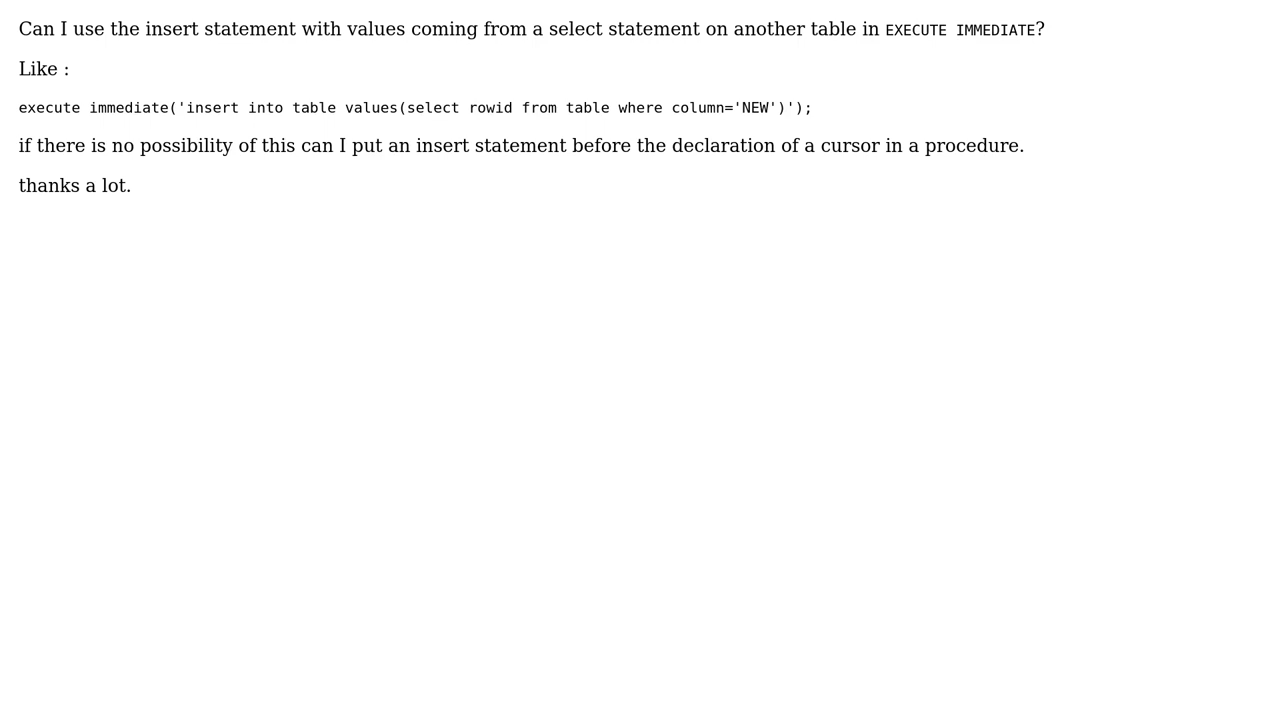 Can I use the insert statement with values coming from a select statement on another table in EXECUTE IMMEDIATE?
Like :
execute immediate('insert into table values(select rowid from table where column='NEW')');
if there is no possibility of this can I put an insert statement before the declaration of a cursor in a procedure.
thanks a lot.